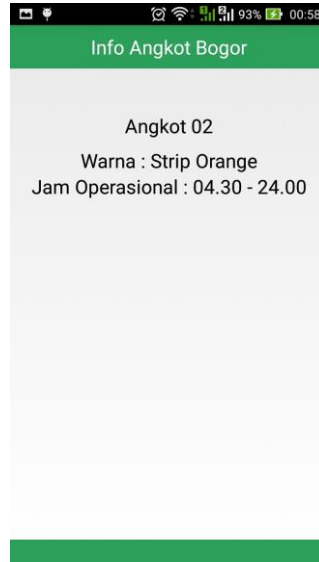 93% 00:58
Info Angkot Bogor
Angkot 02
Warna : Strip Orange
Jam Operasional : 04.30 - 24.00